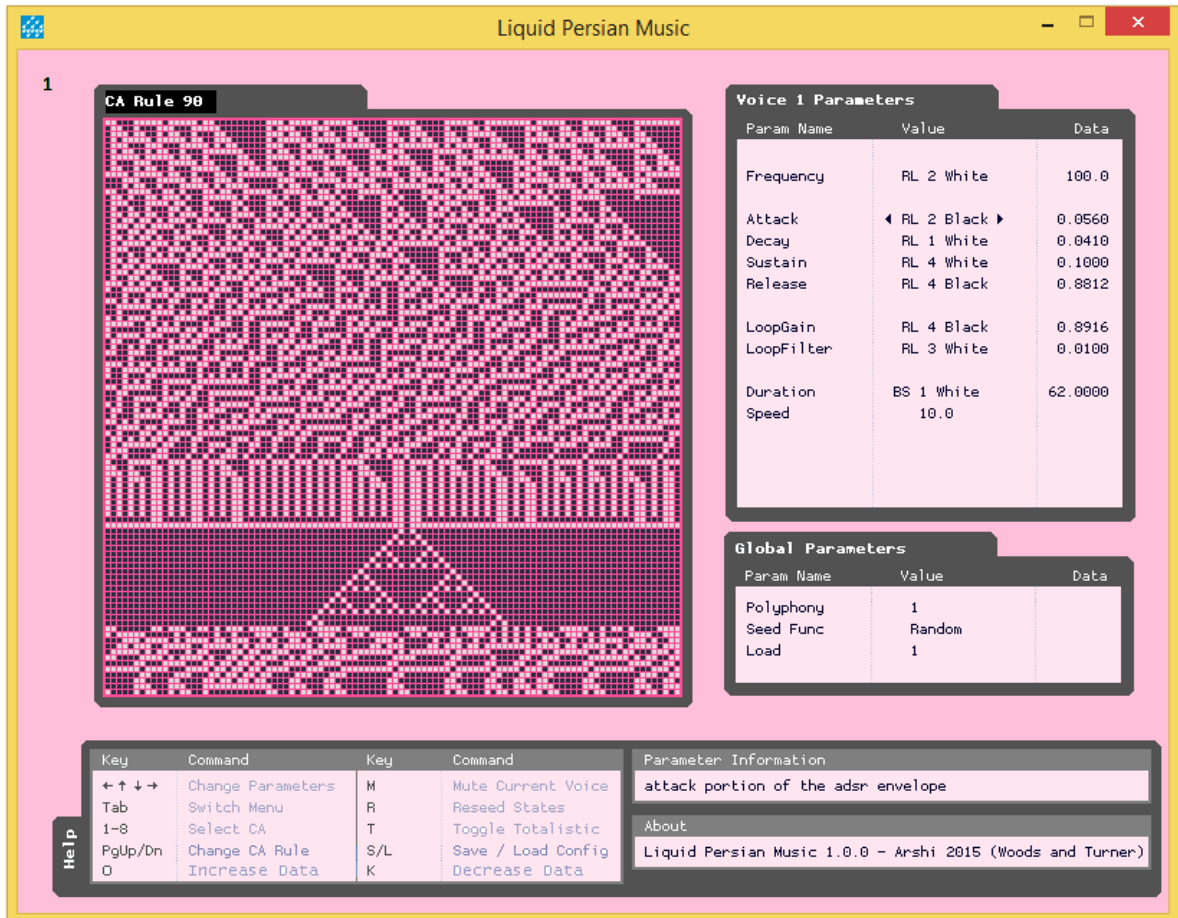 Liquid Persian Music
1
CA Rule 90
Voice 1 Parameters
Param Name Value Data
Frequency RL 2 White 100.0
Attack RL 2 Black 0.0560
Decay RL 1 White 0.0410
Sustain RL 4 White 0.1000
Release RL 4 Black 0.8812
LoopGain RL 4 Black 0.8916
LoopFilter RL 3 White 0.0100
Duration BS 1 White 62.0000
Speed 10.0
Global Parameters
Param Name Value Data
Polyphony 1
Seed Func Random
Load 1
Help
Key Command Key Command
←↑↓→ Change Parameters M Mute Current Voice
Tab Switch Menu R Reseed States
1-8 Select CA T Toggle Totalistic
PgUp/Dn Change CA Rule S/L Save / Load Config
O Increase Data K Decrease Data
Parameter Information
attack portion of the adsr envelope
About
Liquid Persian Music 1.0.0 - Arshi 2015 (Woods and Turner)